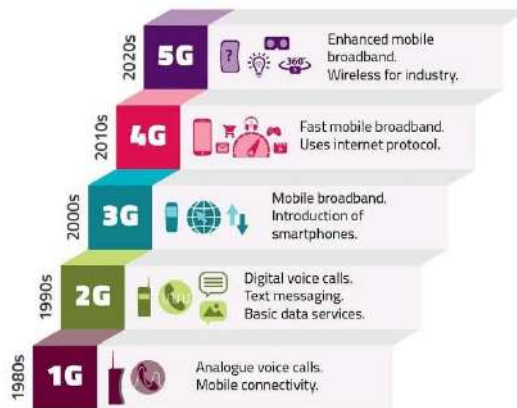 2020s
5G
?
360°
Enhanced mobile
broadband.
Wireless for industry.
2010s
4G
Fast mobile broadband.
Uses internet protocol.
2000s
3G
Mobile broadband.
Introduction of
smartphones.
1990s
2G
Digital voice calls.
Text messaging.
Basic data services.
1980s
1G
Analogue voice calls.
Mobile connectivity.